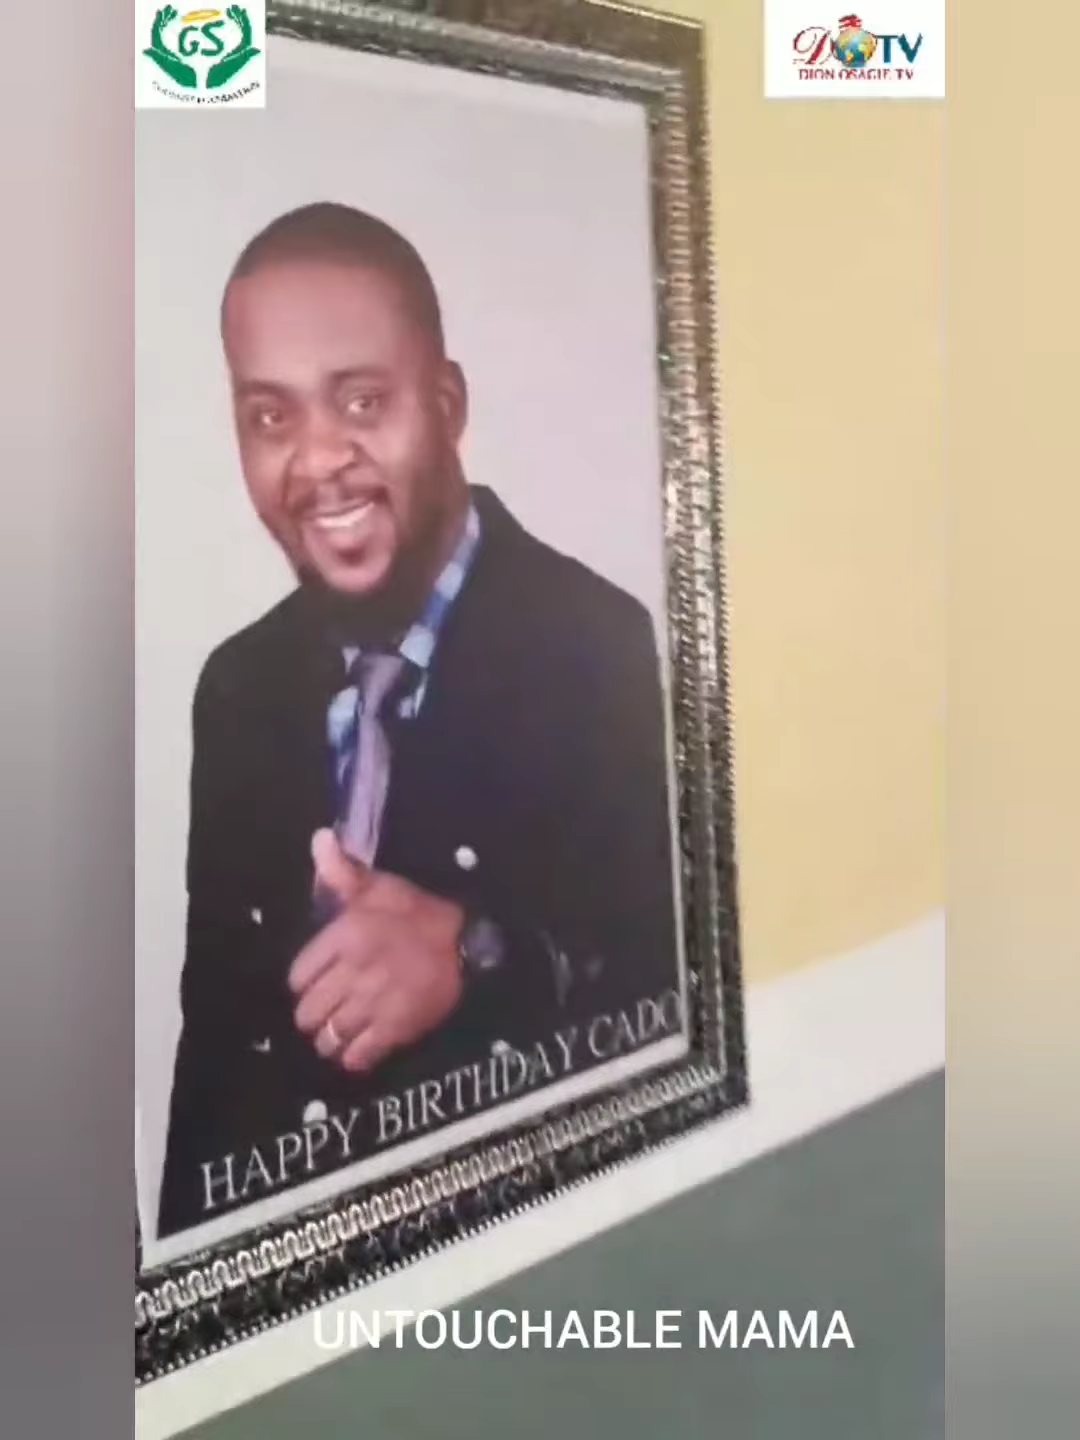 GS
DOTV
DION OSAGIE TV
HAPPY BIRTHDAY CADO
UNTOUCHABLE MAMA